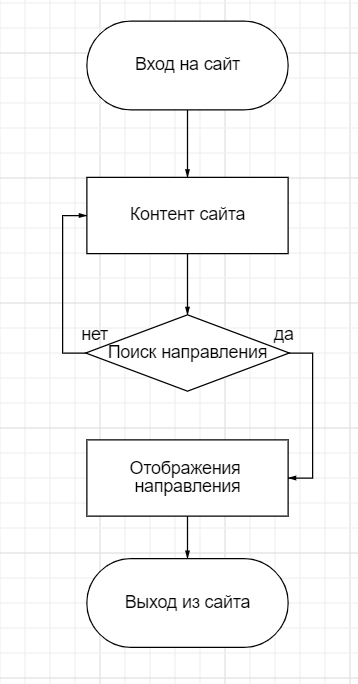 Вход на сайт
Контент сайта
нет
да
Поиск направления
Отображения
направления
Выход из сайта